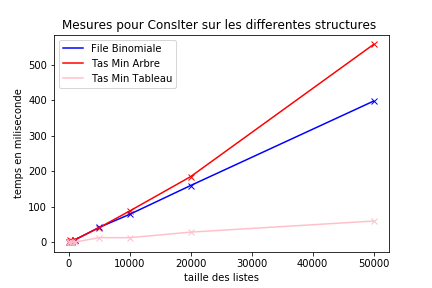 Mesures pour ConsIter sur les differentes structures
File Binomiale
Tas Min Arbre
Tas Min Tableau
temps en miliseconde
500
400
300
200
100
0
0 10000 20000 30000 40000 50000
taille des listes